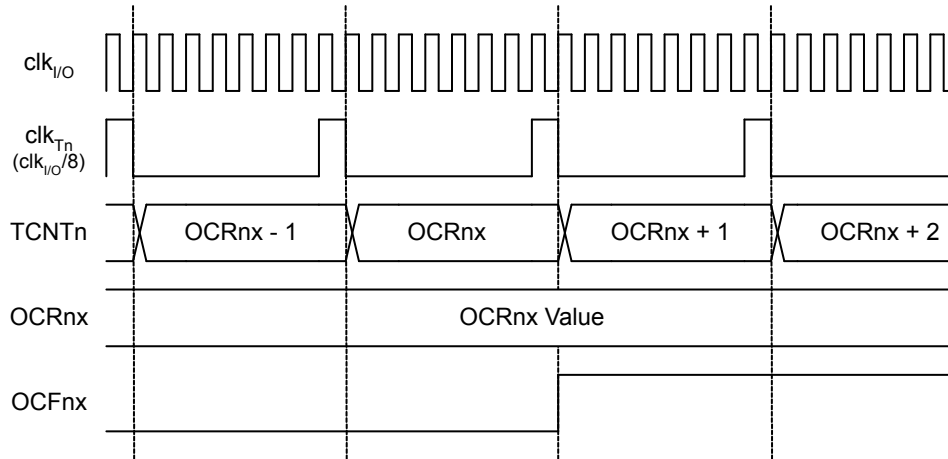 clkI/O
clkTn
(clkI/O/8)
TCNTn OCRnx - 1 OCRnx OCRnx + 1 OCRnx + 2
OCRnx OCRnx Value
OCFnx